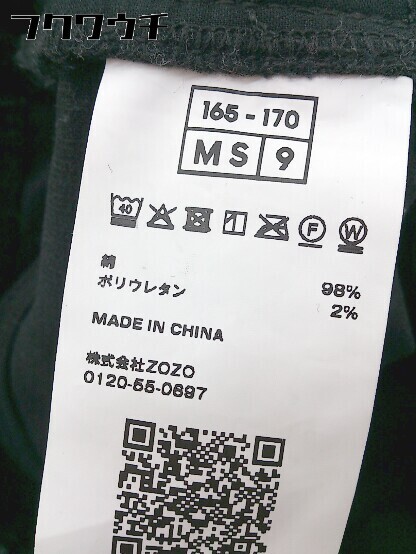 フクワウチ
165 - 170
MS 9
40 F W
綿 98%
ポリウレタン 2%
MADE IN CHINA
株式会社ZOZO
0120-55-0697